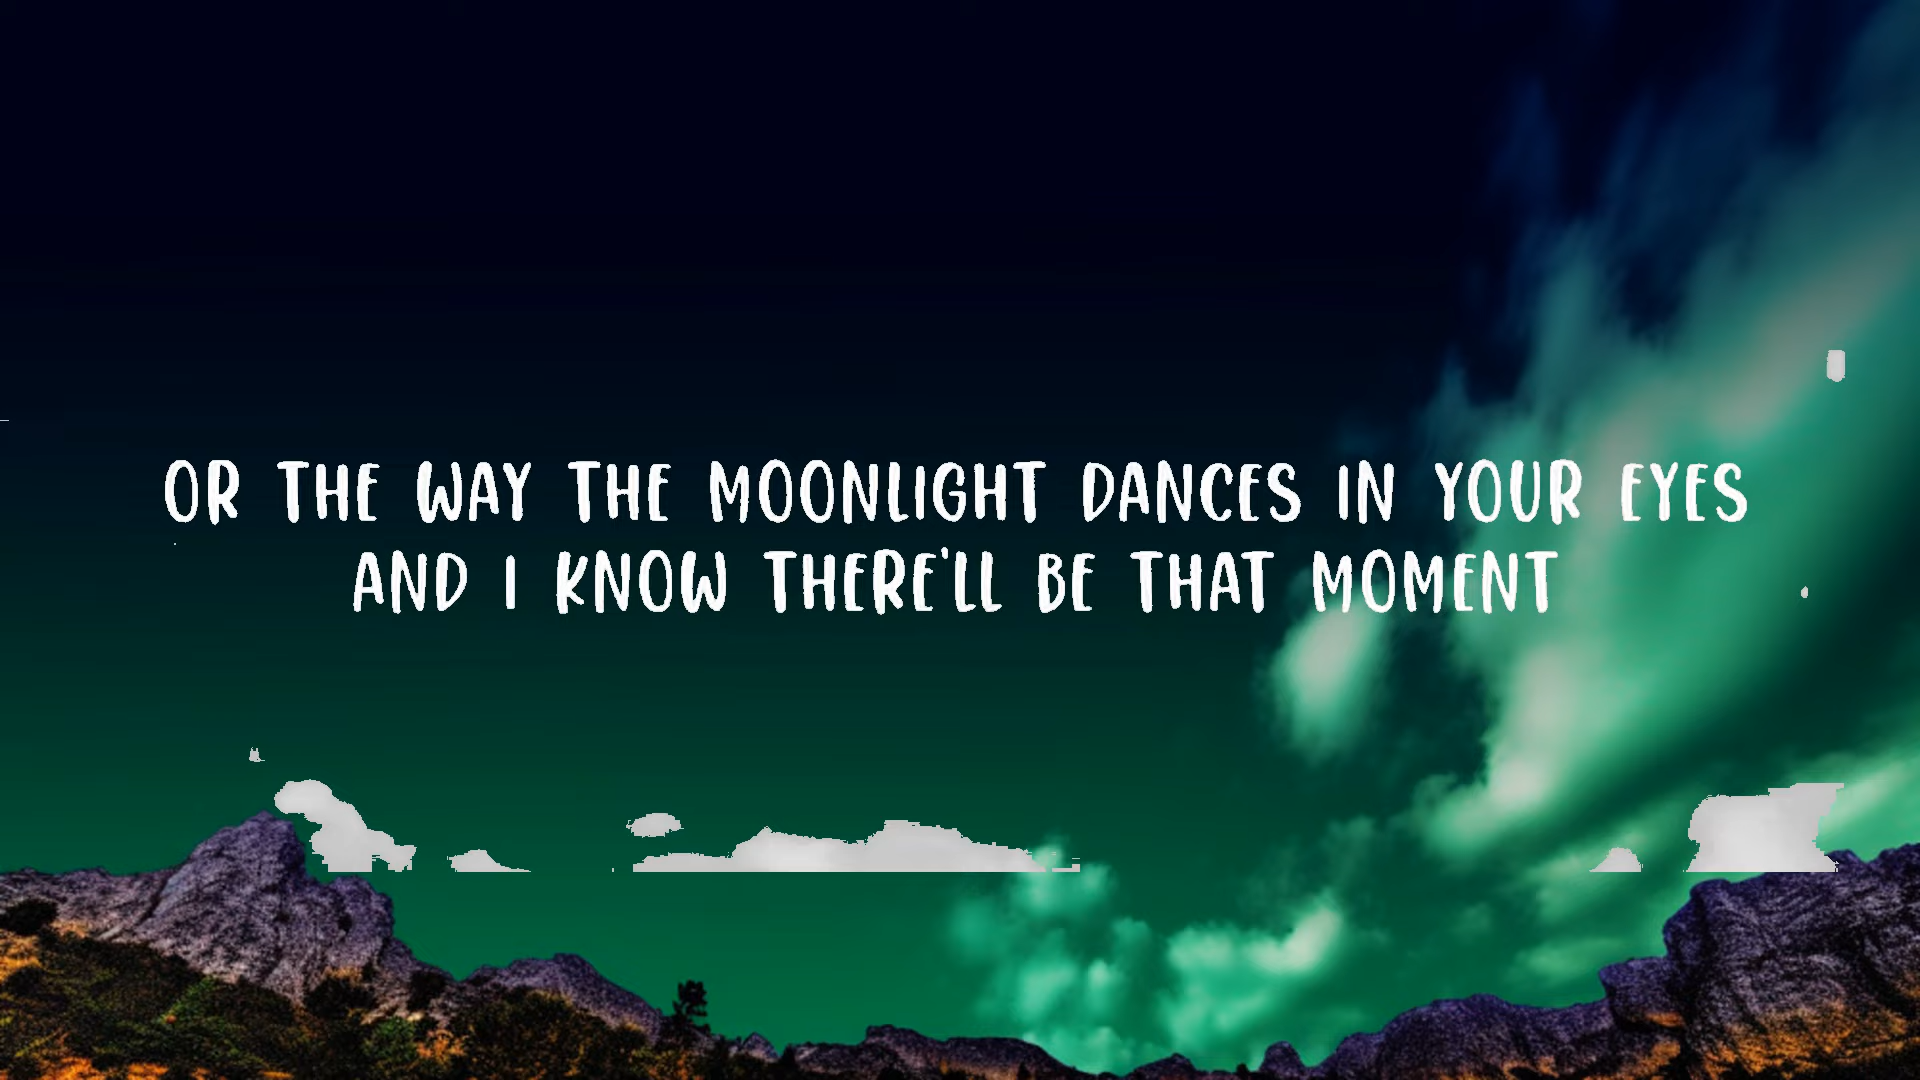 OR THE WAY THE MOONLIGHT DANCES IN YOUR EYES
AND I KNOW THERE'LL BE THAT MOMENT